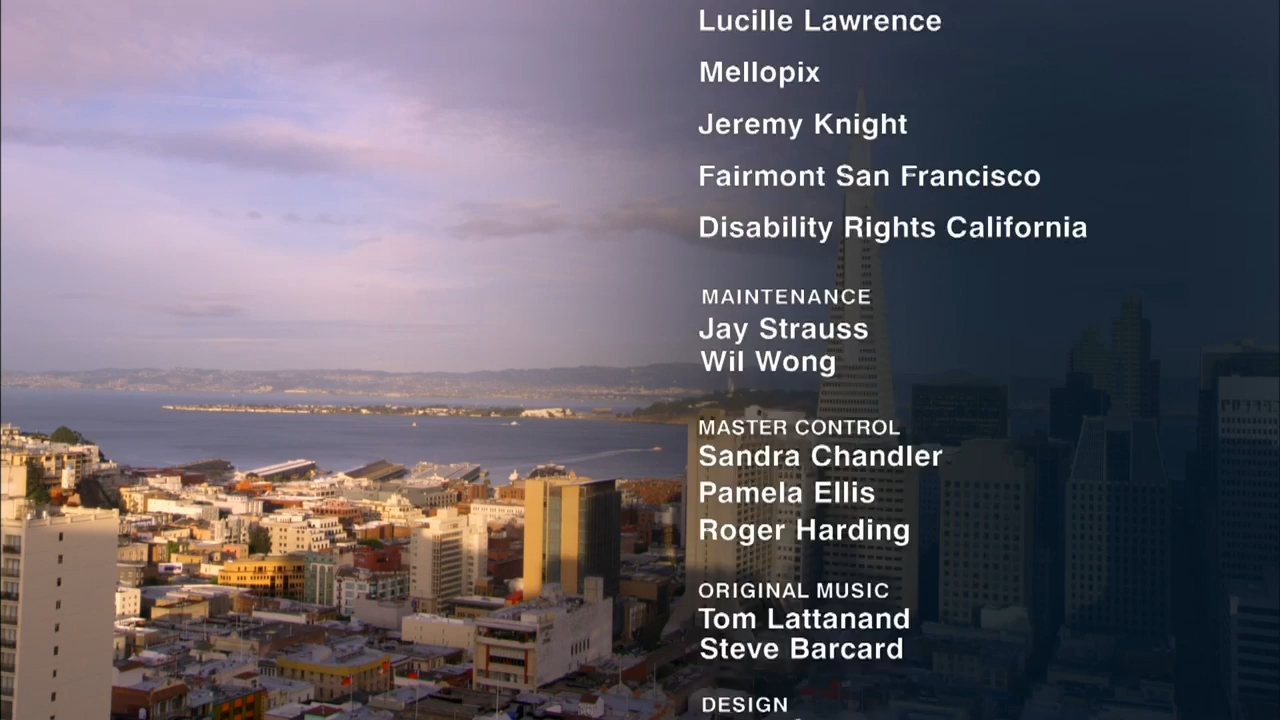 Lucille Lawrence
Mellopix
Jeremy Knight
Fairmont San Francisco
Disability Rights California
MAINTENANCE
Jay Strauss
Wil Wong
MASTER CONTROL
Sandra Chandler
Pamela Ellis
Roger Harding
ORIGINAL MUSIC
Tom Lattanand
Steve Barcard
DESIGN